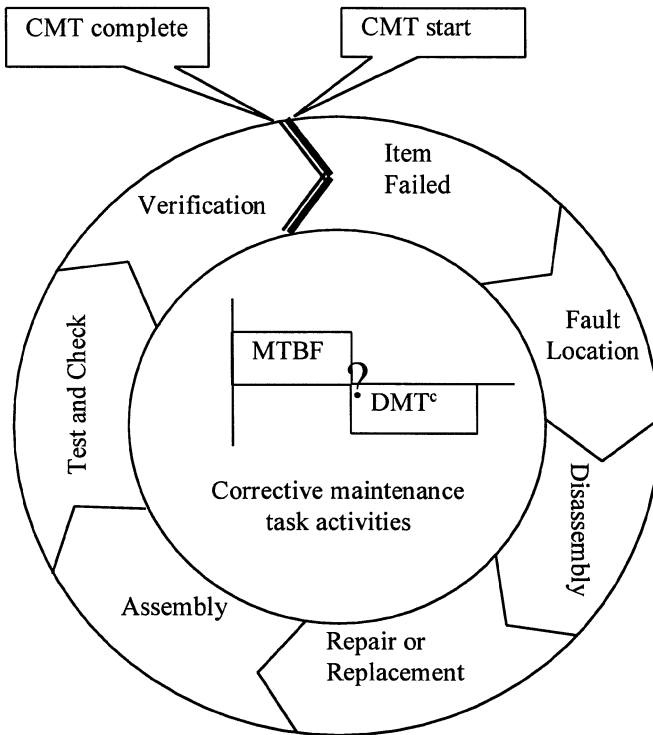 CMT complete
CMT start
Item
Failed
Fault
Location
Disassembly
Repair or
Replacement
Assembly
Test and Check
Verification
MTBF
?
DMTᶜ
Corrective maintenance
task activities